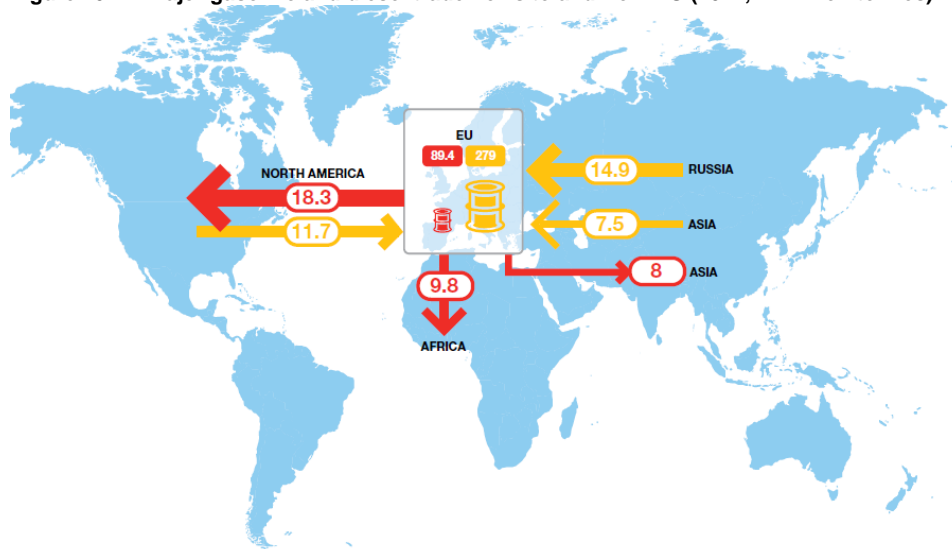 EU
89.4 279
NORTH AMERICA
18.3
11.7
14.9 RUSSIA
7.5 ASIA
8 ASIA
9.8
AFRICA